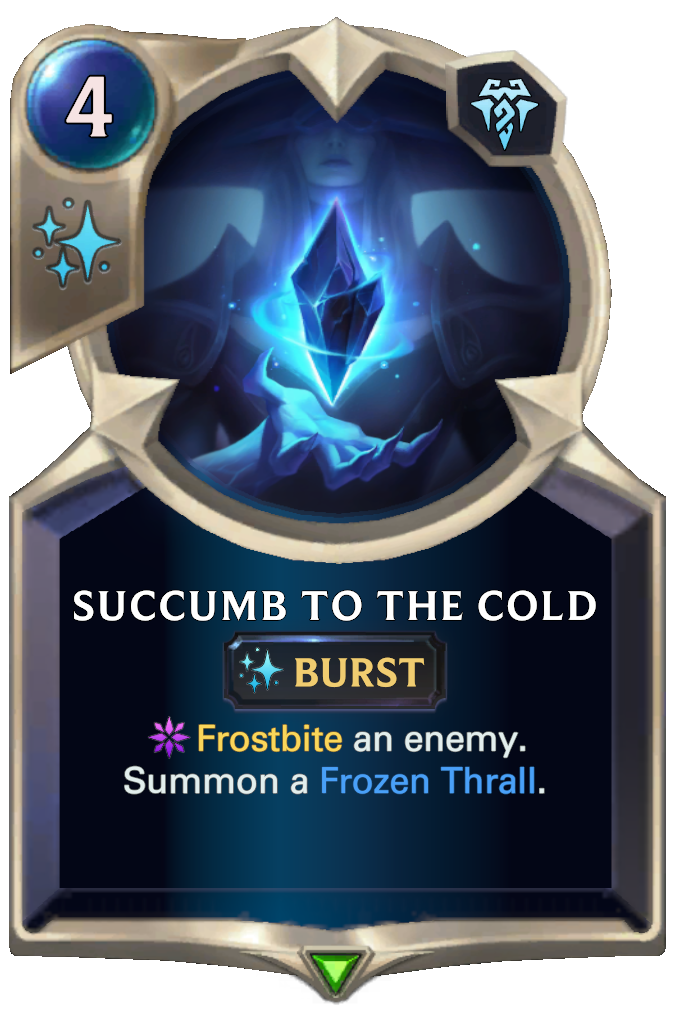 4
SUCCUMB TO THE COLD
BURST
Frostbite an enemy.
Summon a Frozen Thrall.